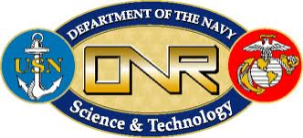 DEPARTMENT OF THE NAVY
USN
ONR
Science & Technology